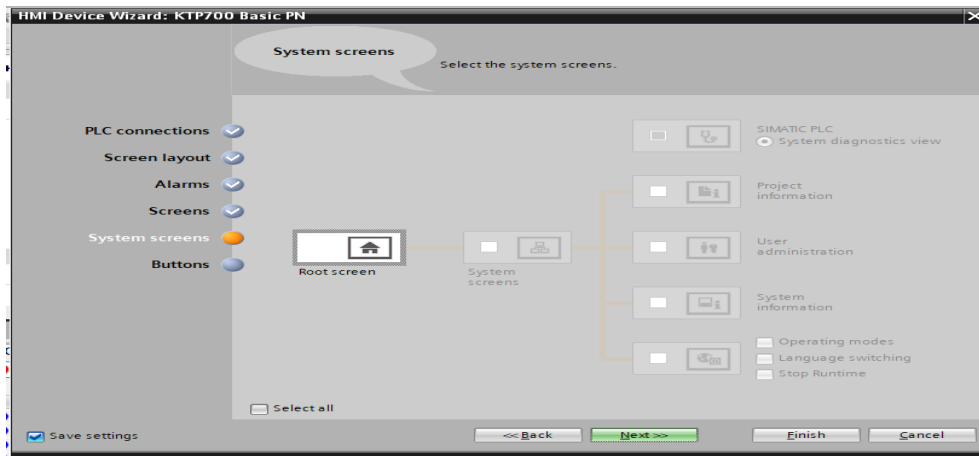 HMI Device Wizard: KTP700 Basic PN
System screens
Select the system screens.
PLC connections
Screen layout
Alarms
Screens
System screens
Buttons
Root screen
System
screens
SIMATIC PLC
System diagnostics view
Project
information
User
administration
System
information
Operating modes
Language switching
Stop Runtime
Select all
Save settings
<< Back
Next >>
Finish
Cancel